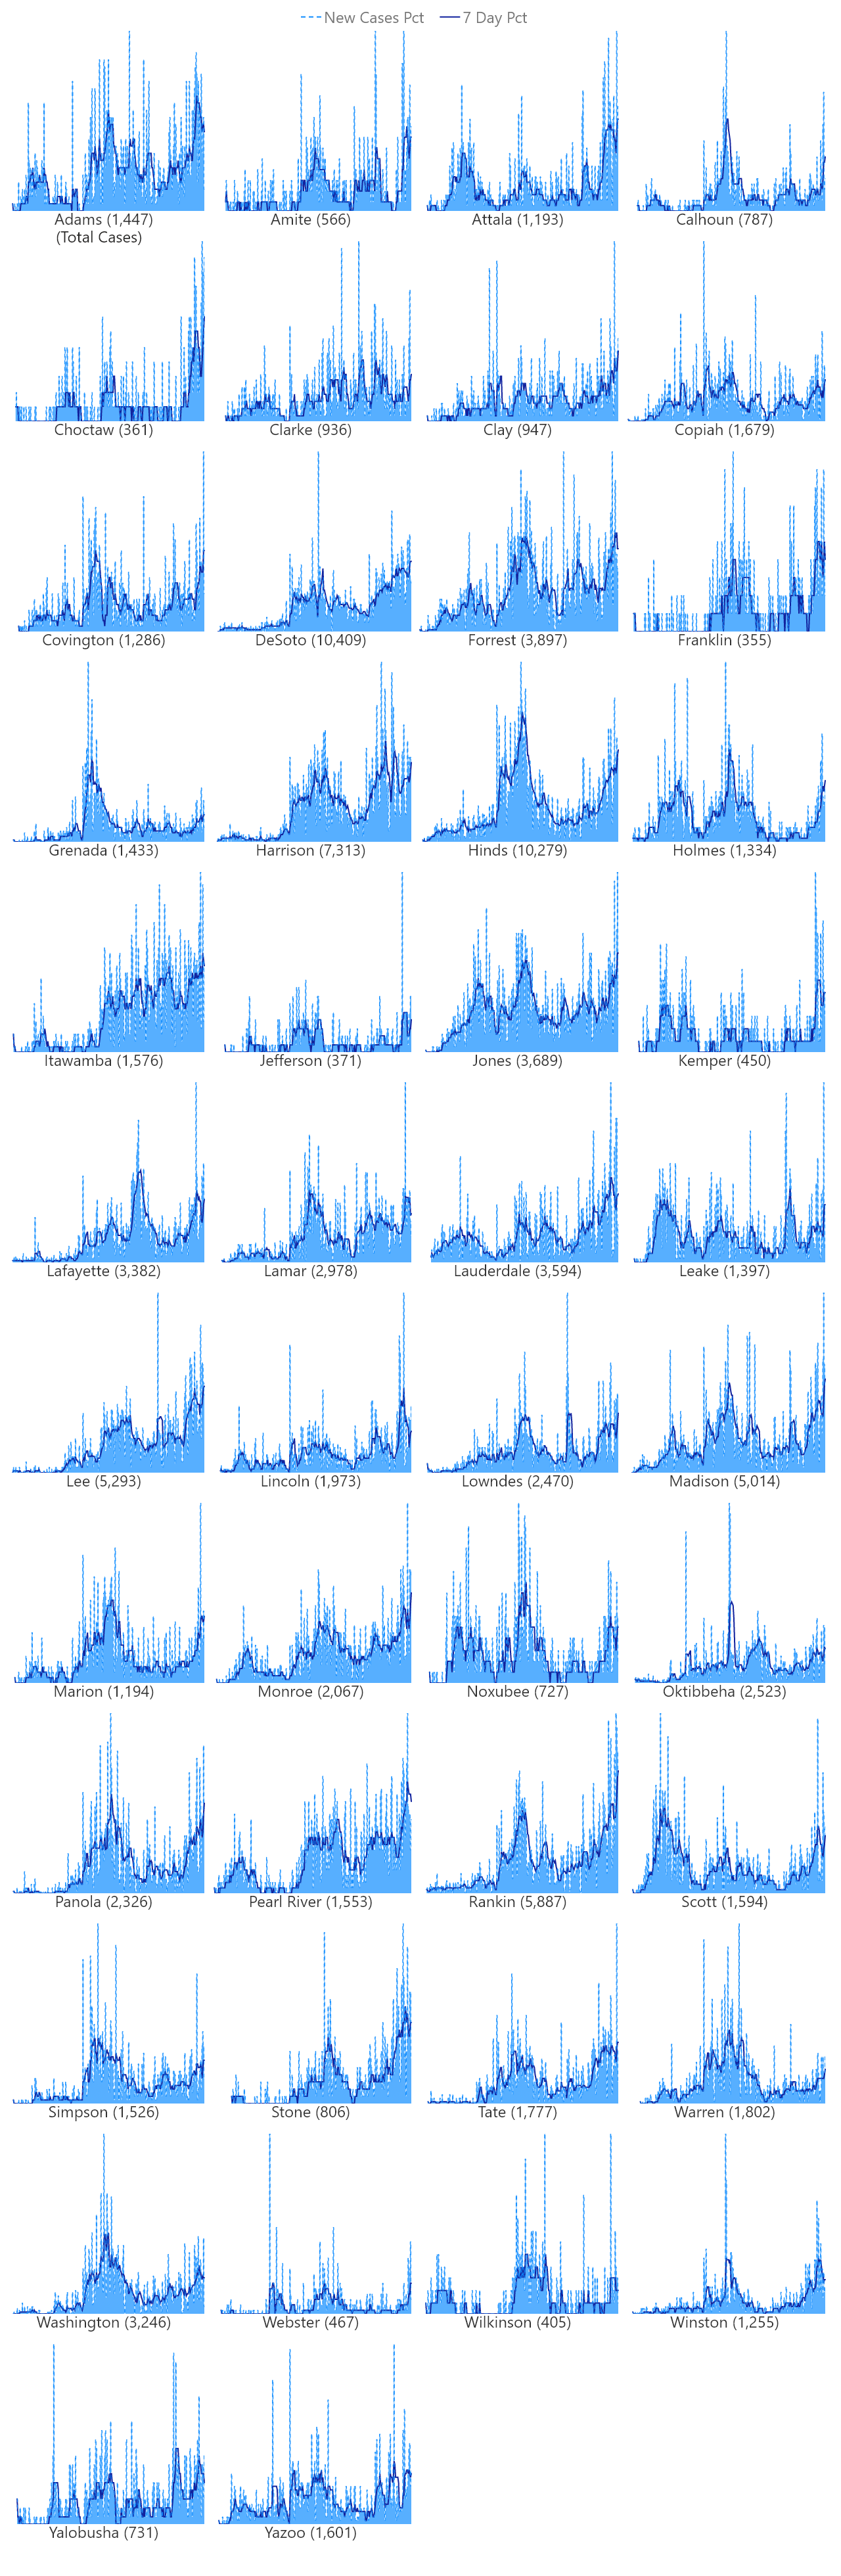 New Cases Pct 7 Day Pct
Adams (1,447)
(Total Cases)
Amite (566)
Attala (1,193)
Calhoun (787)
Choctaw (361)
Clarke (936)
Clay (947)
Copiah (1,679)
Covington (1,286)
DeSoto (10,409)
Forrest (3,897)
Franklin (355)
Grenada (1,433)
Harrison (7,313)
Hinds (10,279)
Holmes (1,334)
Itawamba (1,576)
Jefferson (371)
Jones (3,689)
Kemper (450)
Lafayette (3,382)
Lamar (2,978)
Lauderdale (3,594)
Leake (1,397)
Lee (5,293)
Lincoln (1,973)
Lowndes (2,470)
Madison (5,014)
Marion (1,194)
Monroe (2,067)
Noxubee (727)
Oktibbeha (2,523)
Panola (2,326)
Pearl River (1,553)
Rankin (5,887)
Scott (1,594)
Simpson (1,526)
Stone (806)
Tate (1,777)
Warren (1,802)
Washington (3,246)
Webster (467)
Wilkinson (405)
Winston (1,255)
Yalobusha (731)
Yazoo (1,601)